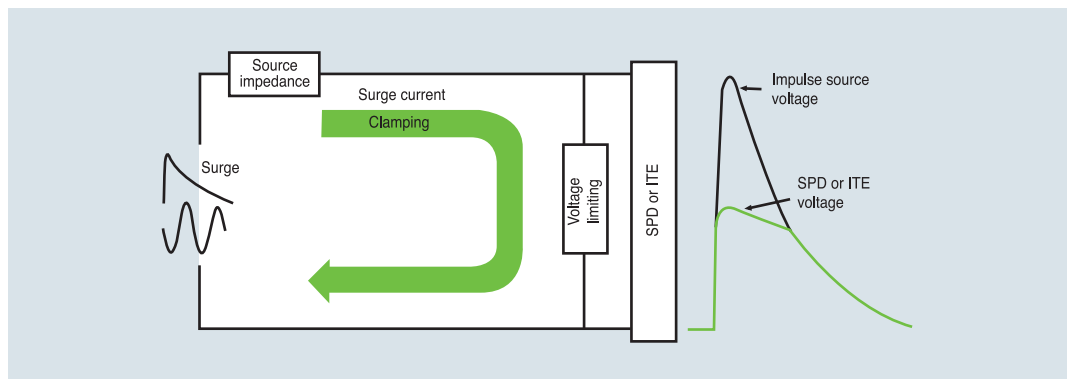 Source
impedance
Surge current
Clamping
Surge
Voltage
limiting
SPD or ITE
Impulse source
voltage
SPD or ITE
voltage